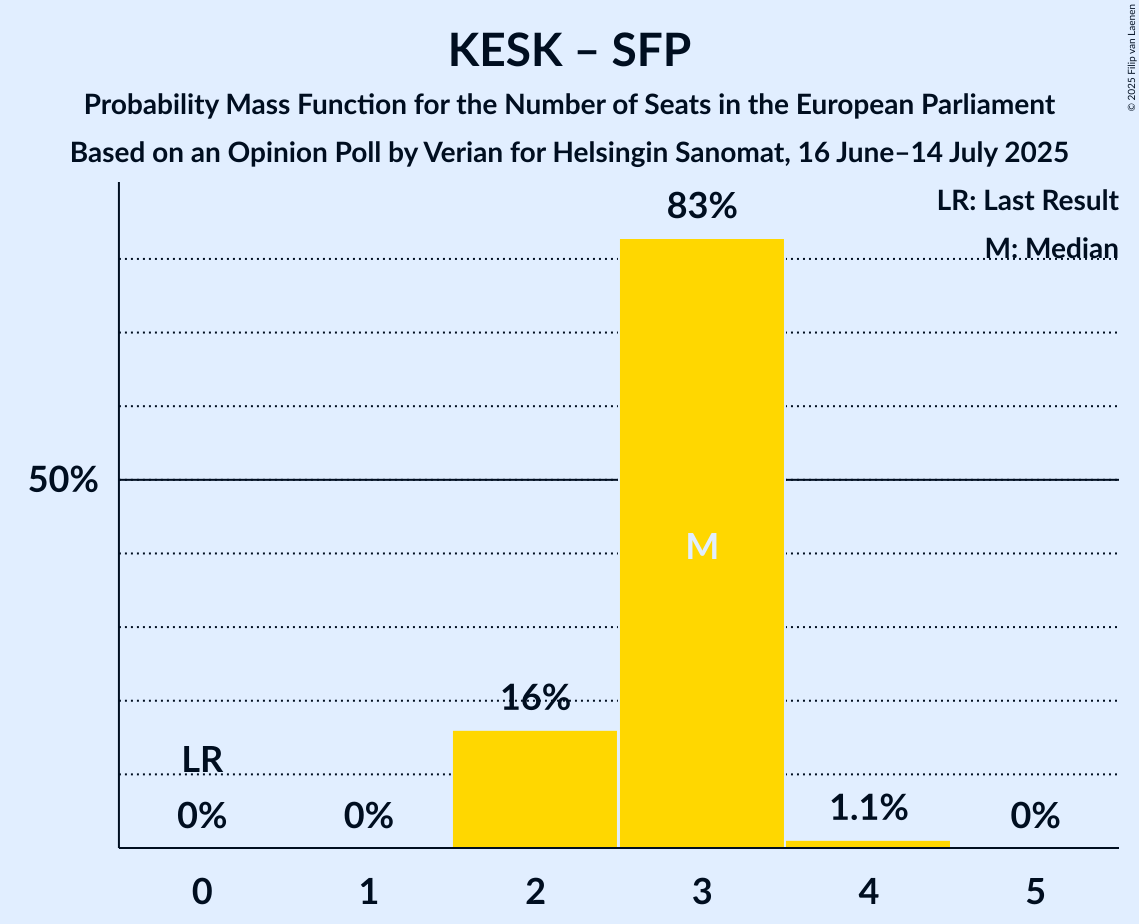 KESK – SFP
Probability Mass Function for the Number of Seats in the European Parliament
Based on an Opinion Poll by Verian for Helsingin Sanomat, 16 June–14 July 2025
© 2025 Filip van Laenen
LR: Last Result
M: Median
83%
50%
M
16%
LR
0%
0%
1.1%
0%
0
1
2
3
4
5